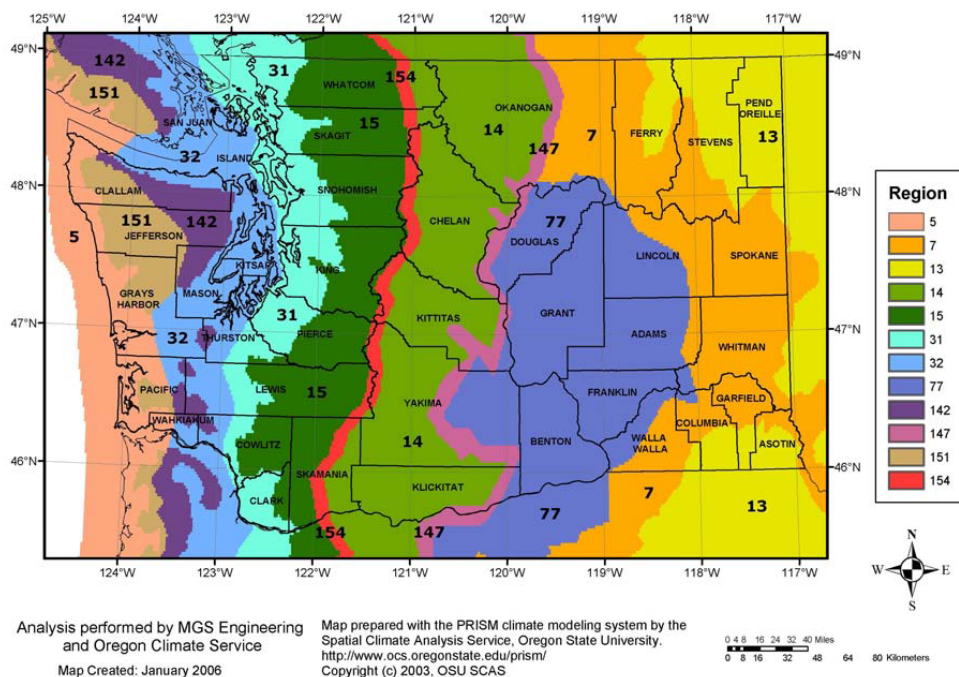 125°W 124°W 123°W 122°W 121°W 120°W 119°W 118°W 117°W
49°N 49°N
142 31 154
WHATCOM
151 OKANOGAN PEND
OREILLE
SAN JUAN 15 14 7 FERRY 13
SKAGIT STEVENS
32 ISLAND 147
48°N SNOHOMISH 48°N
CLALLAM
151 142 CHELAN 77
5 JEFFERSON DOUGLAS
KITSAP KING LINCOLN SPOKANE
GRAYS
HARBOR MASON 31 KITTITAS GRANT
47°N 32 THURSTON PIERCE ADAMS 47°N
WHITMAN
PACIFIC LEWIS 15 YAKIMA FRANKLIN GARFIELD
WAHKIAKUM 14 COLUMBIA
46°N COWLITZ BENTON WALLA
WALLA ASOTIN 46°N
SKAMANIA KLICKITAT
CLARK 7 13
154 147 77
124°W 123°W 122°W 121°W 120°W 119°W 118°W 117°W
Region
5
7
13
14
15
31
32
77
142
147
151
154
N
W E
S
Analysis performed by MGS Engineering
and Oregon Climate Service
Map Created: January 2006
Map prepared with the PRISM climate modeling system by the
Spatial Climate Analysis Service, Oregon State University.
http://www.ocs.oregonstate.edu/prism/
Copyright (c) 2003, OSU SCAS
0 4 8 16 24 32 40 Miles
0 8 16 32 48 64 80 Kilometers